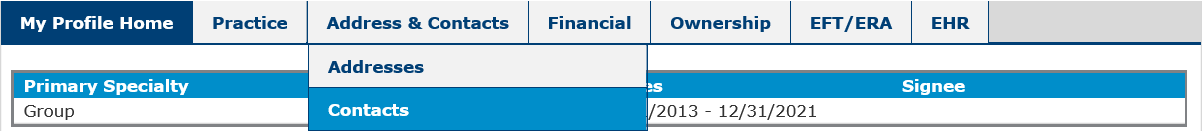 My Profile Home Practice Address & Contacts Financial Ownership EFT/ERA EHR
Addresses
Primary Specialty Signee
Contacts
Group /2013 - 12/31/2021